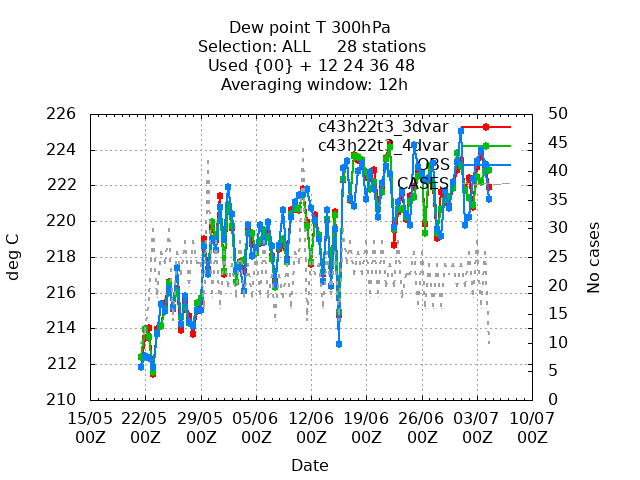 Dew point T 300hPa
Selection: ALL 28 stations
Used {00} + 12 24 36 48
Averaging window: 12h
c43h22t3_3dvar
c43h22t3_4dvar
OBS
CASES
226
224
222
220
218
216
214
212
210
deg C
50
45
40
35
30
25
20
15
10
5
0
No cases
15/05 22/05 29/05 05/06 12/06 19/06 26/06 03/07 10/07
00Z 00Z 00Z 00Z 00Z 00Z 00Z 00Z 00Z
Date